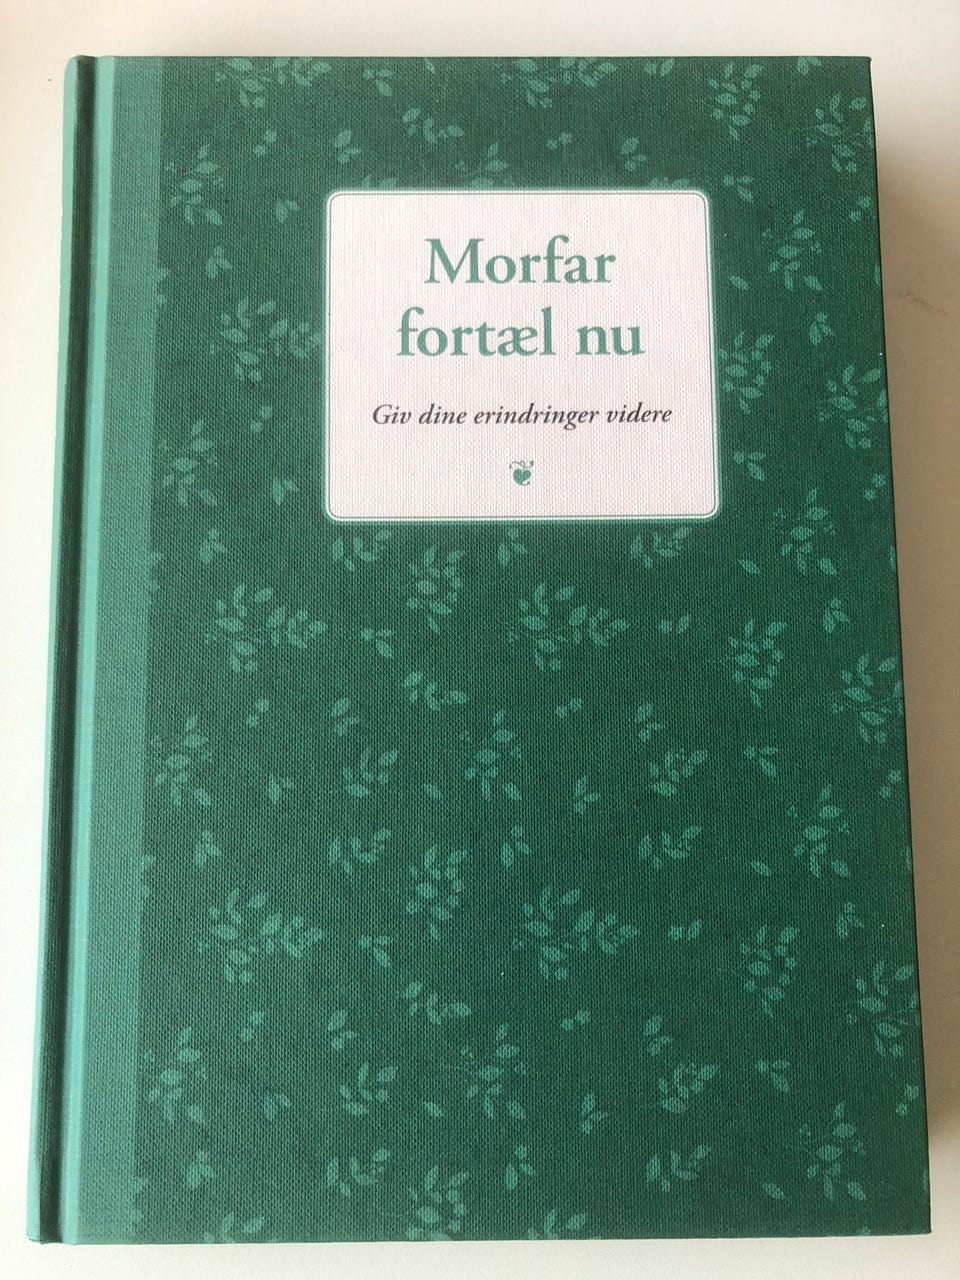 Morfar
fortæl nu
Giv dine erindringer videre